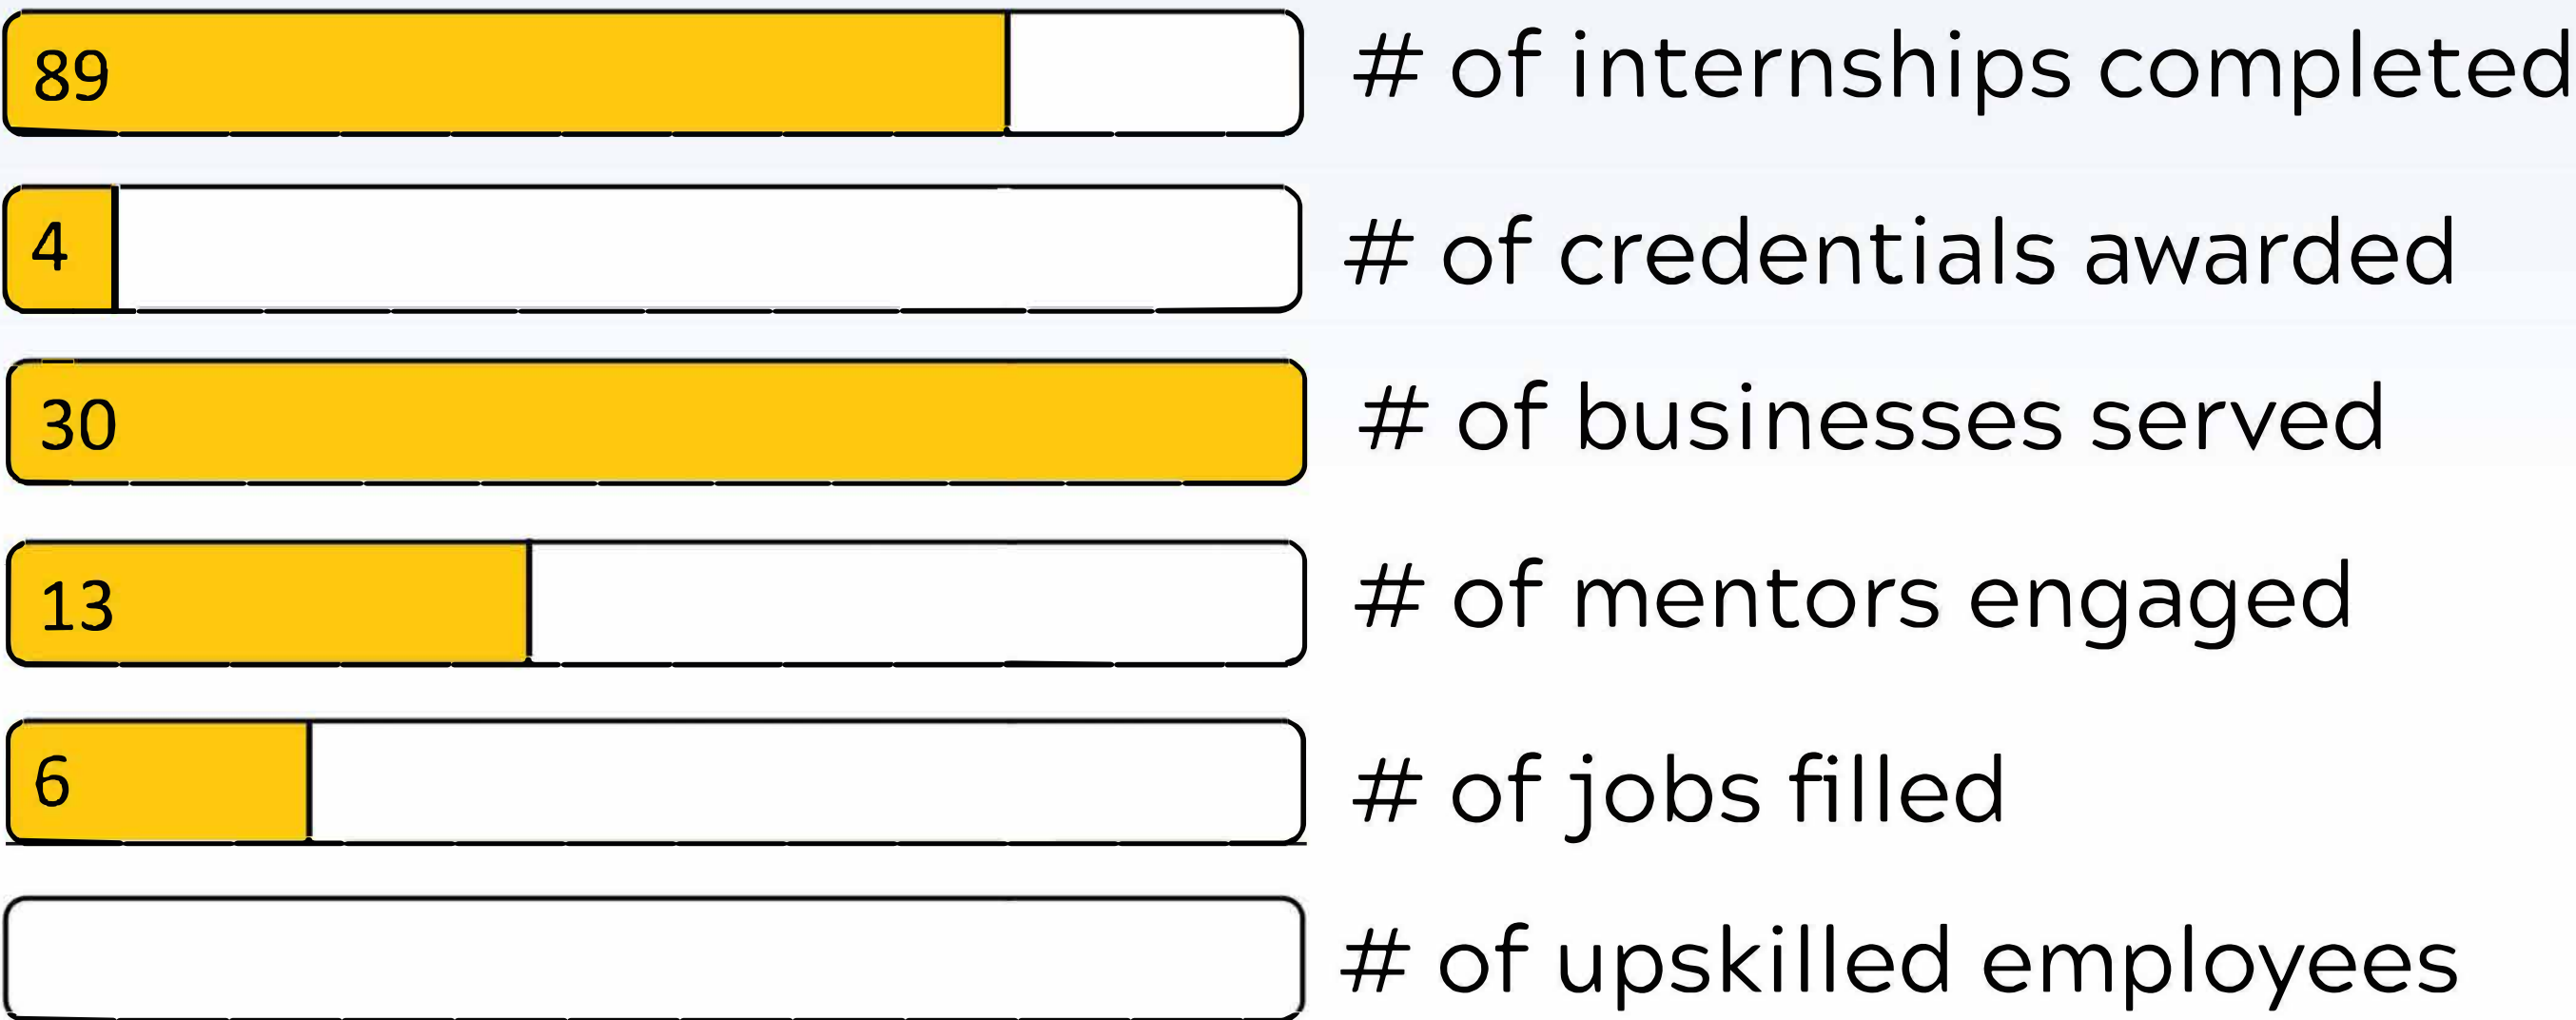 89 # of internships completed
4 # of credentials awarded
30 # of businesses served
13 # of mentors engaged
6 # of jobs filled
# of upskilled employees